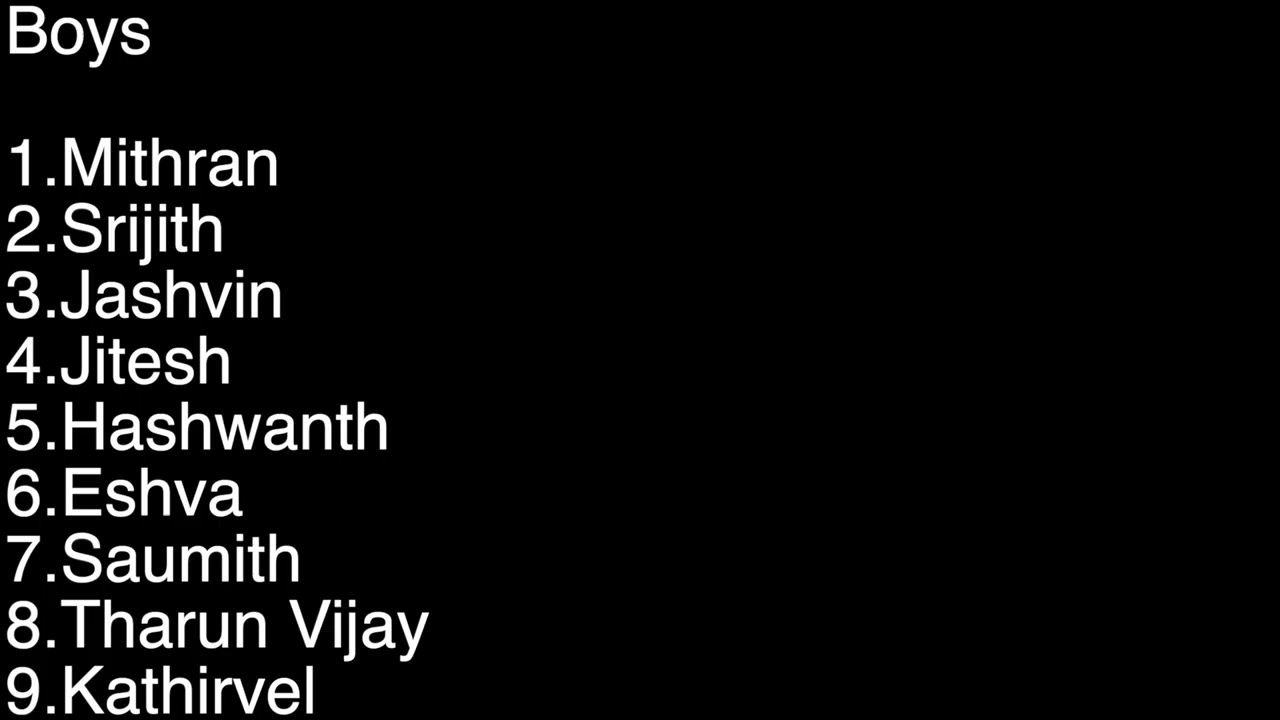 Boys
1.Mithran
2.Srijith
3.Jashvin
4.Jitesh
5.Hashwanth
6.Eshva
7.Saumith
8.Tharun Vijay
9.Kathirvel